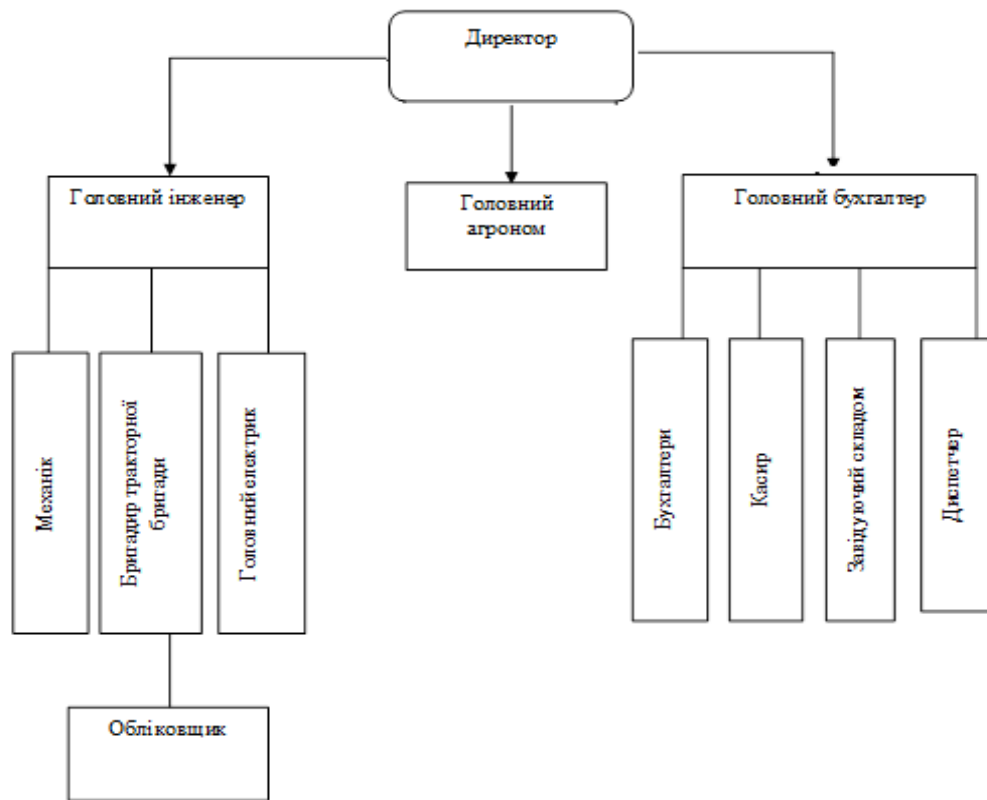 Директор
Головний інженер
Головний
агроном
Головний бухгалтер
Механік
Бригадир тракторної
бригади
Головний електрик
Бухгалтери
Касир
Завідуючий складом
Диспетчер
Обліковщик